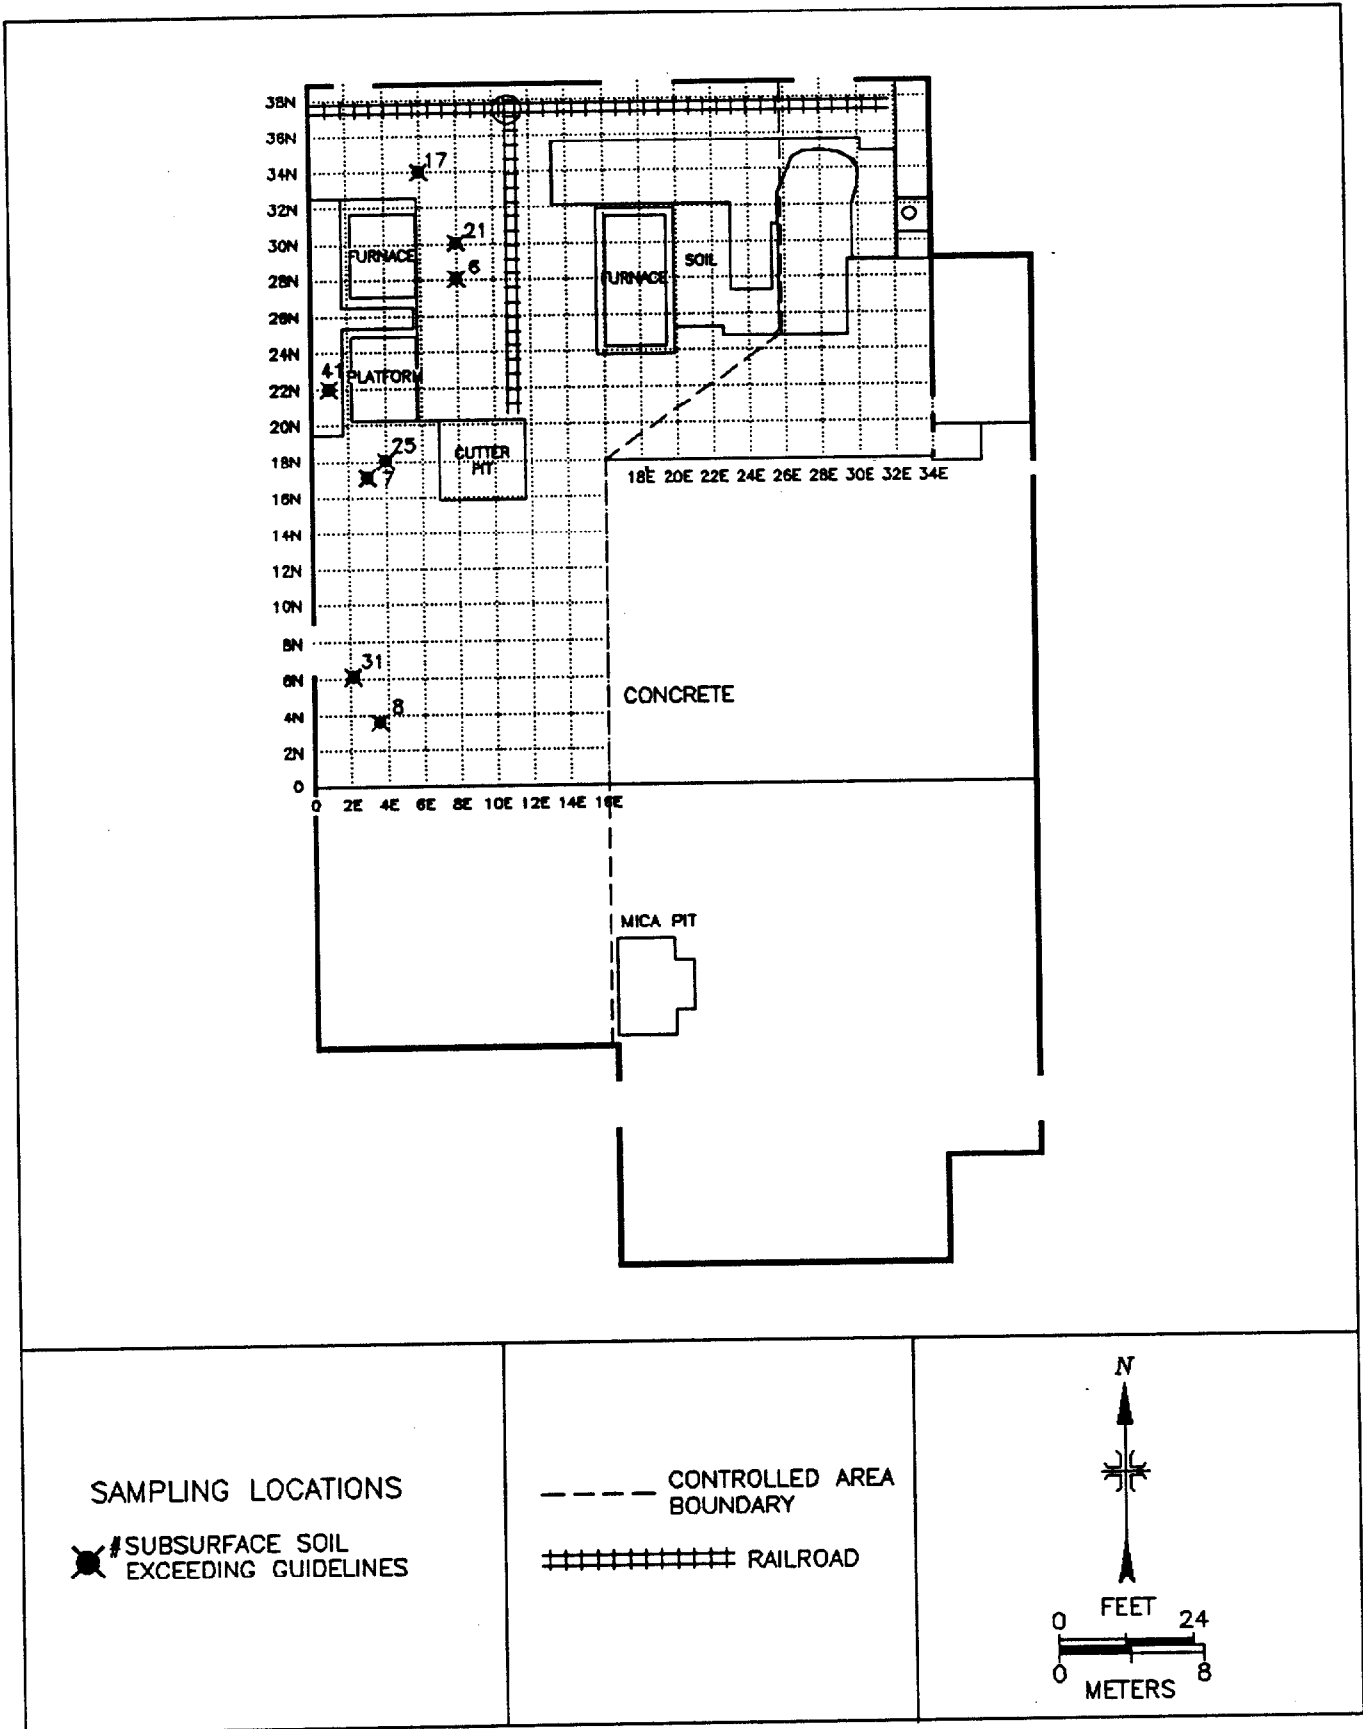 38N
36N
34N
32N
30N
28N
26N
24N
22N
20N
18N
16N
14N
12N
10N
8N
6N
4N
2N
0
17
21
6
FURNACE
41
PLATFORM
25
7
CUTTER
PIT
31
8
FURNACE
SOIL
18E 20E 22E 24E 26E 28E 30E 32E 34E
CONCRETE
0 2E 4E 6E 8E 10E 12E 14E 16E
MICA PIT
SAMPLING LOCATIONS
# SUBSURFACE SOIL
EXCEEDING GUIDELINES
CONTROLLED AREA
BOUNDARY
RAILROAD
N
FEET
0 24
0 8
METERS